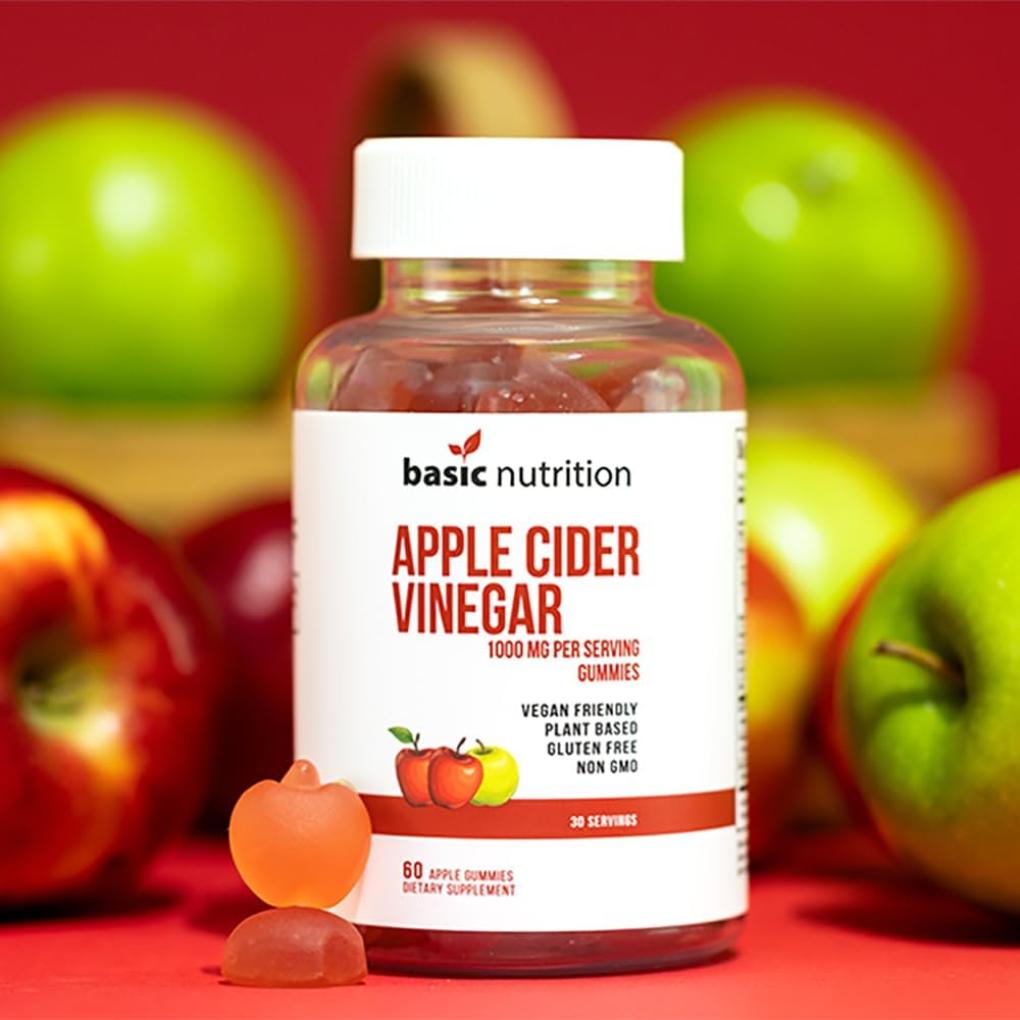 basic nutrition
APPLE CIDER
VINEGAR
1000 MG PER SERVING
GUMMIES
VEGAN FRIENDLY
PLANT BASED
GLUTEN FREE
NON GMO
30 SERVINGS
60 APPLE GUMMIES
DIETARY SUPPLEMENT